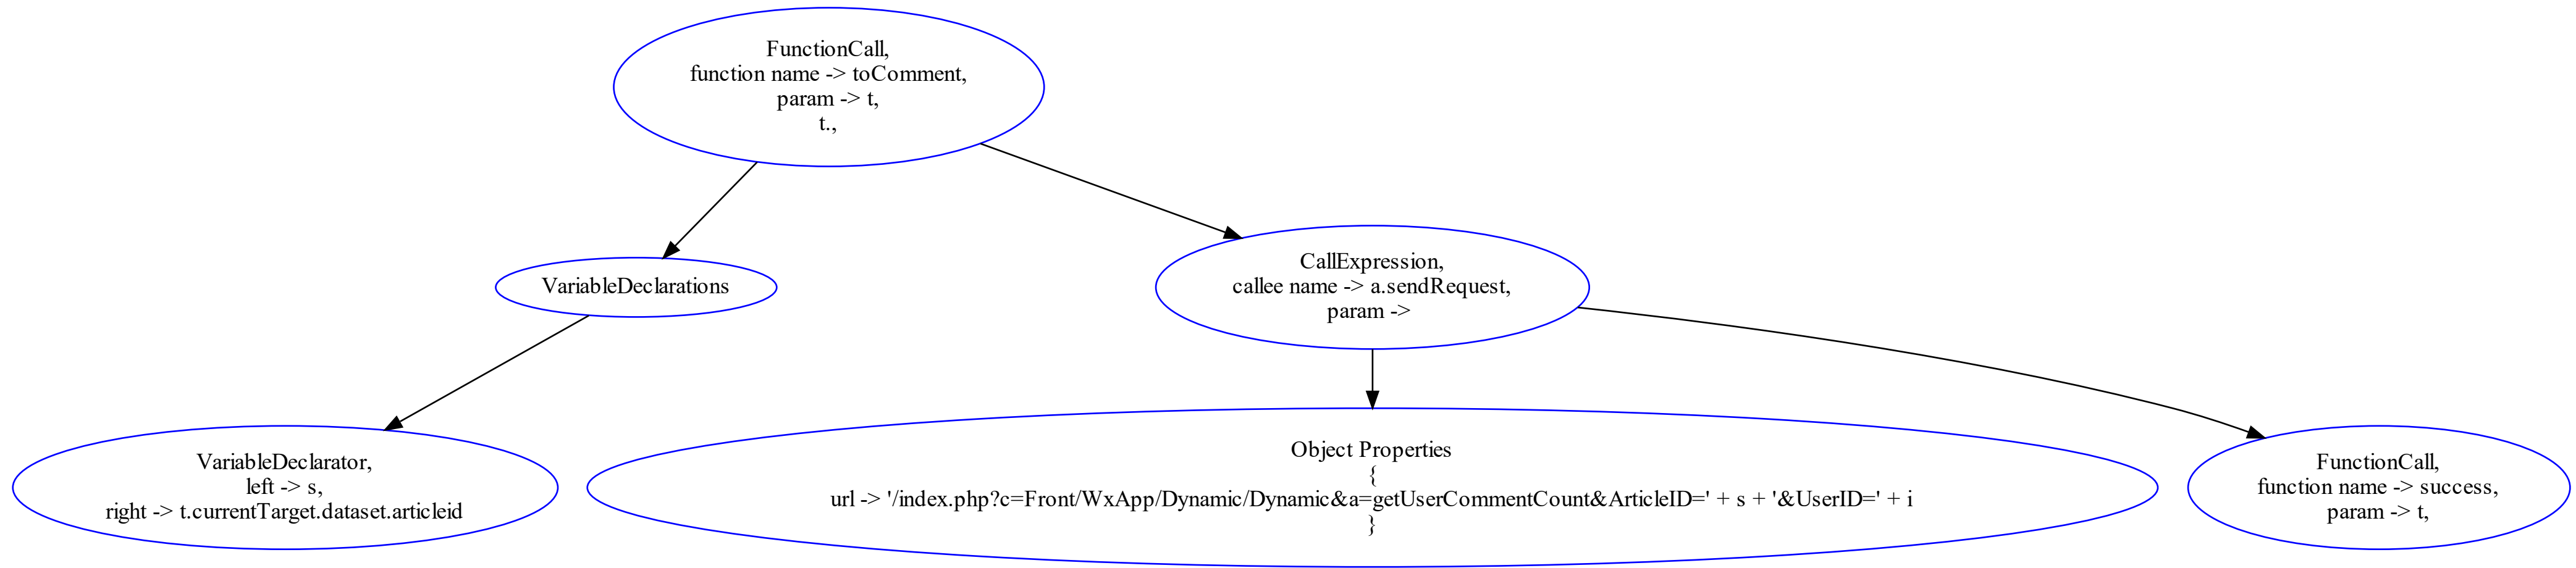 FunctionCall,
function name -> toComment,
param -> t,
t.,
VariableDeclarations
CallExpression,
callee name -> a.sendRequest,
param ->
VariableDeclarator,
left -> s,
right -> t.currentTarget.dataset.articleid
Object Properties
{
url -> '/index.php?c=Front/WxApp/Dynamic/Dynamic&a=getUserCommentCount&ArticleID=' + s + '&UserID=' + i
}
FunctionCall,
function name -> success,
param -> t,